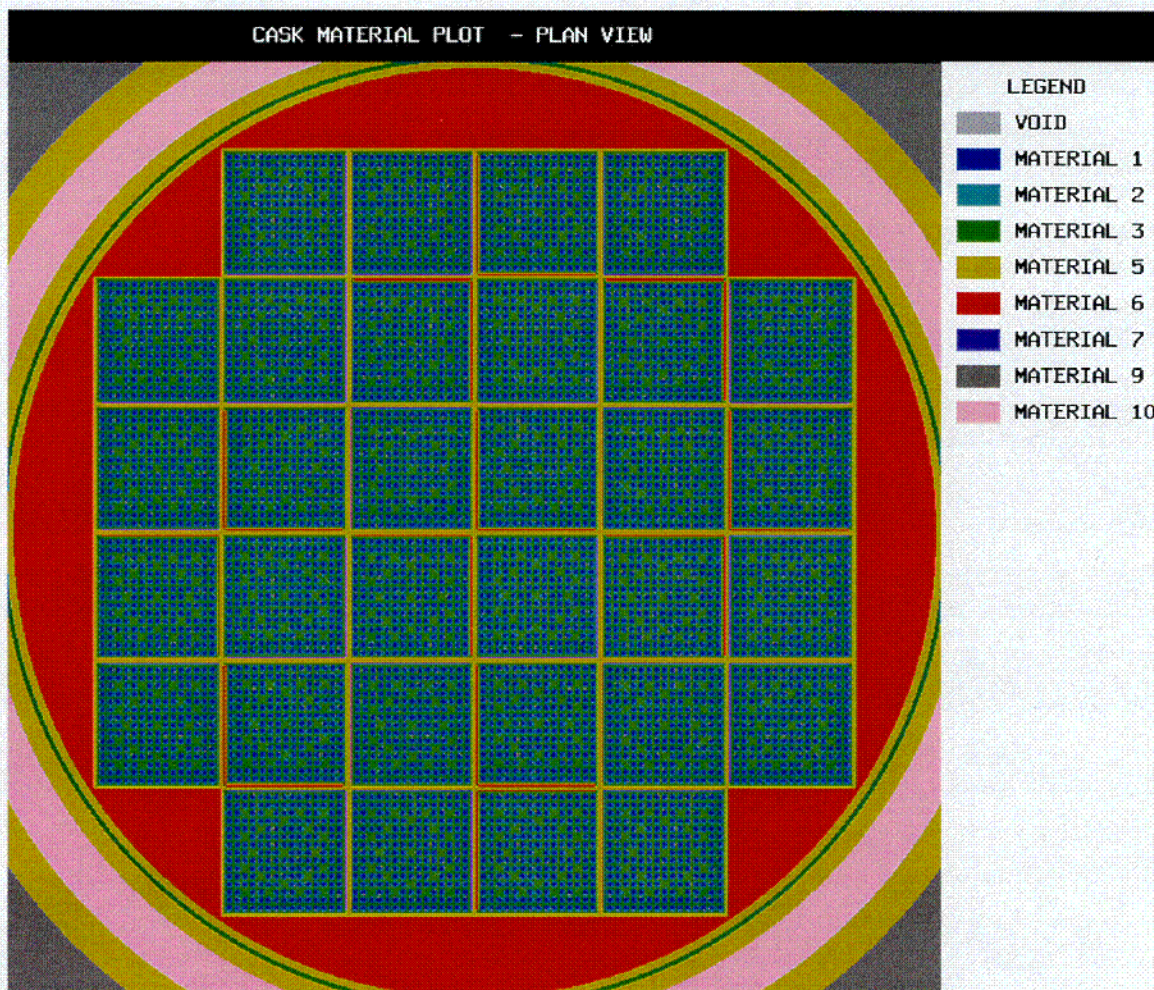 CASK MATERIAL PLOT - PLAN VIEW
LEGEND
VOID
MATERIAL 1
MATERIAL 2
MATERIAL 3
MATERIAL 5
MATERIAL 6
MATERIAL 7
MATERIAL 9
MATERIAL 10